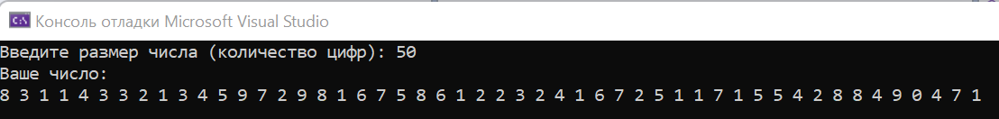 Консоль отладки Microsoft Visual Studio
Введите размер числа (количество цифр): 50
Ваше число:
8 3 1 1 4 3 3 2 1 3 4 5 9 7 2 9 8 1 6 7 5 8 6 1 2 2 3 2 4 1 6 7 2 5 1 1 7 1 5 5 4 2 8 8 4 9 0 4 7 1